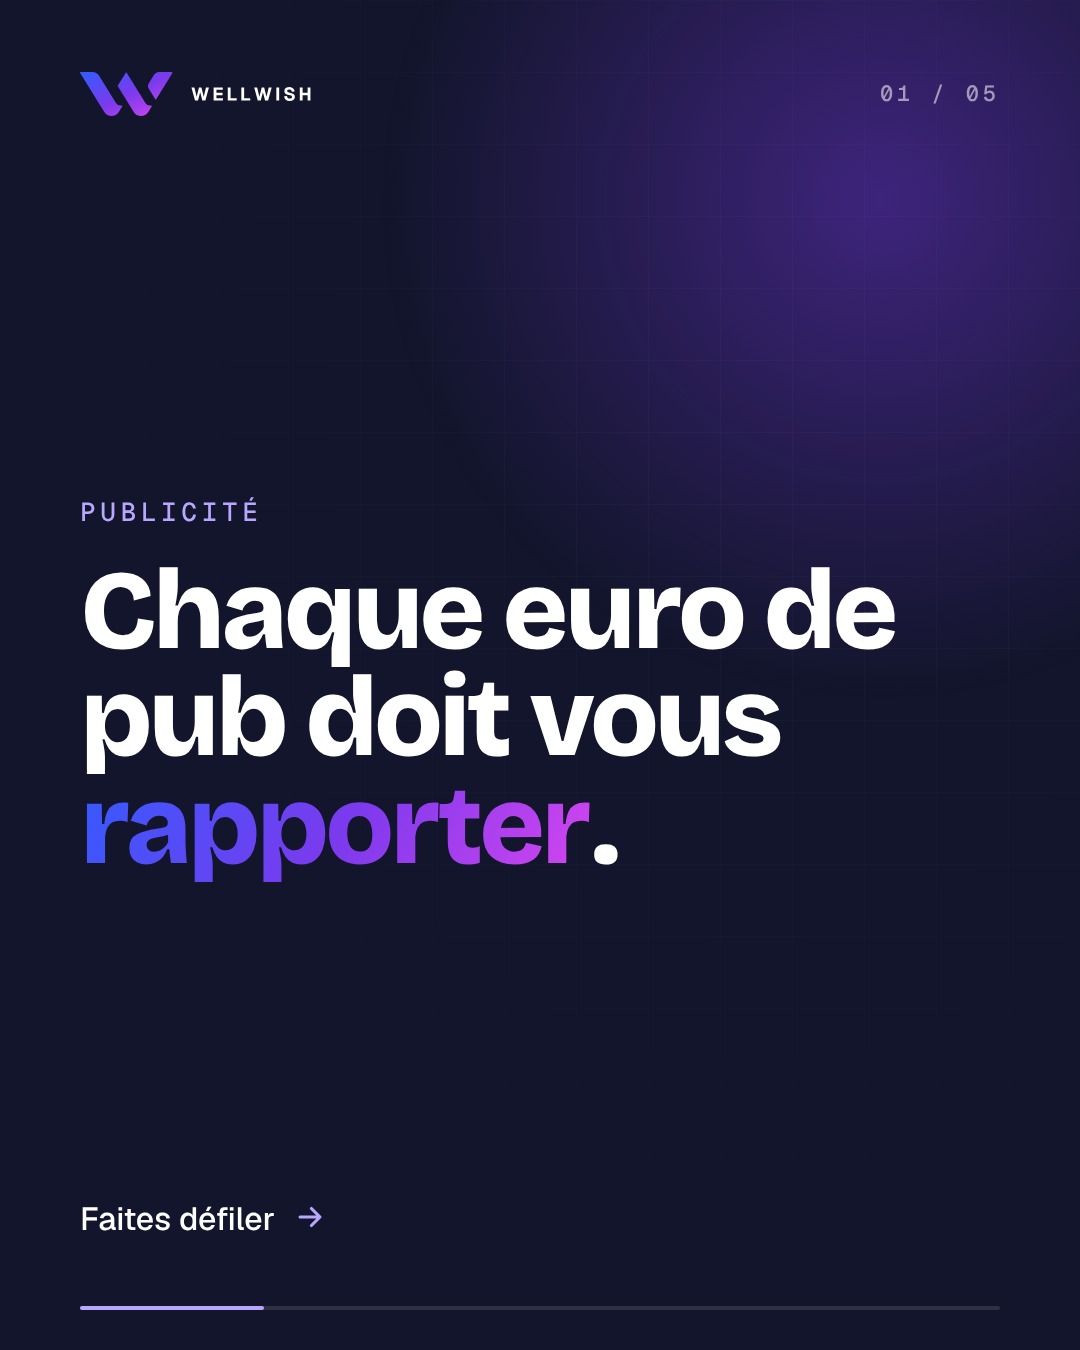 WELLWISH
01 / 05
PUBLICITÉ
Chaque euro de
pub doit vous
rapporter.
Faites défiler →